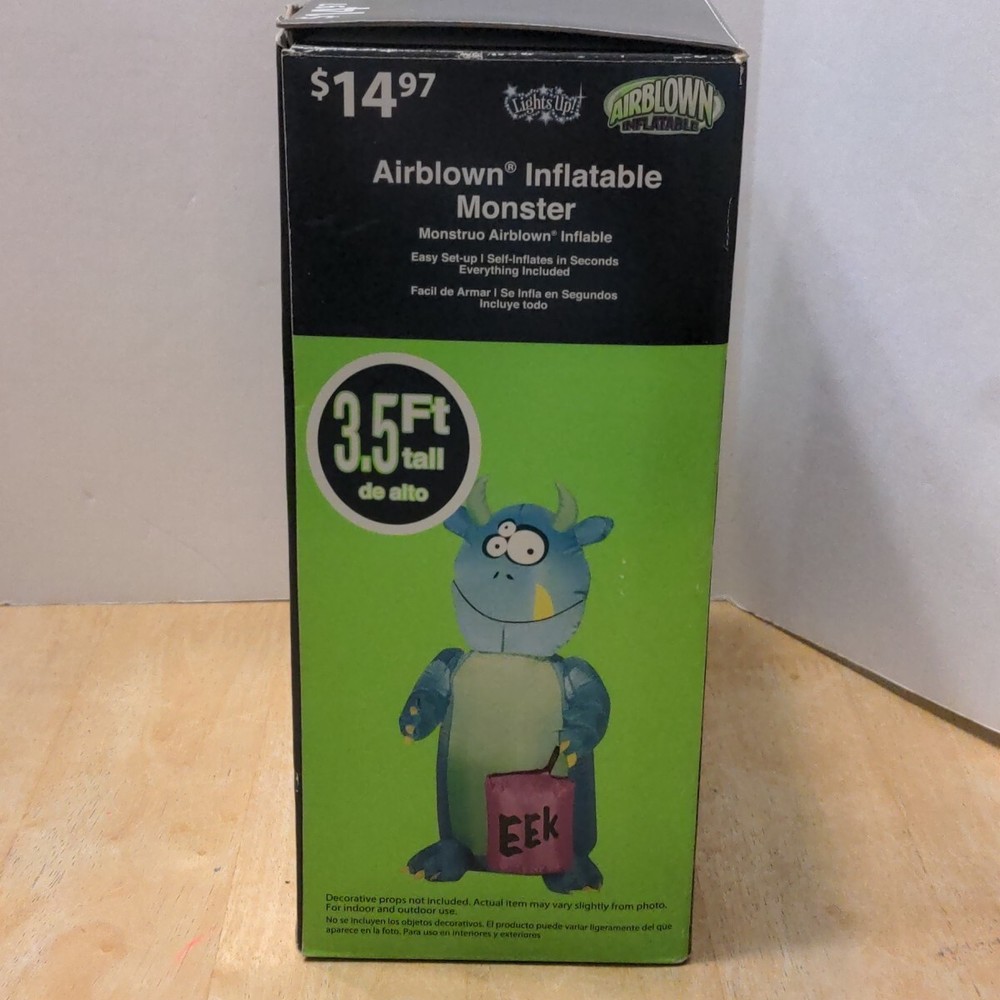 $14 97
Lights Up!
AIRBLOWN
INFLATABLE
Airblown® Inflatable
Monster
Monstruo Airblown® Inflable
Easy Set-up | Self-Inflates in Seconds
Everything Included
Facil de Armar | Se Infla en Segundos
Incluye todo
3.5 Ft
tall
de alto
EEk
Decorative props not included. Actual item may vary slightly from photo.
For indoor and outdoor use.
No se incluyen los objetos decorativos. El producto puede variar ligeramente del que
aparece en la foto. Para uso en interiores y exteriores